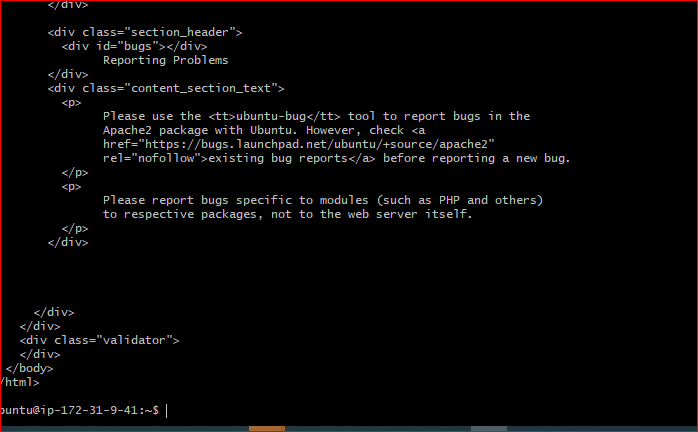 </div>
<div class="section_header">
<div id="bugs"></div>
Reporting Problems
</div>
<div class="content_section_text">
<p>
Please use the <tt>ubuntu-bug</tt> tool to report bugs in the
Apache2 package with Ubuntu. However, check <a
href="https://bugs.launchpad.net/ubuntu/+source/apache2"
rel="nofollow">existing bug reports</a> before reporting a new bug.
</p>
<p>
Please report bugs specific to modules (such as PHP and others)
to respective packages, not to the web server itself.
</p>
</div>
</div>
</div>
<div class="validator">
</div>
</body>
/html>
buntu@ip-172-31-9-41:~$